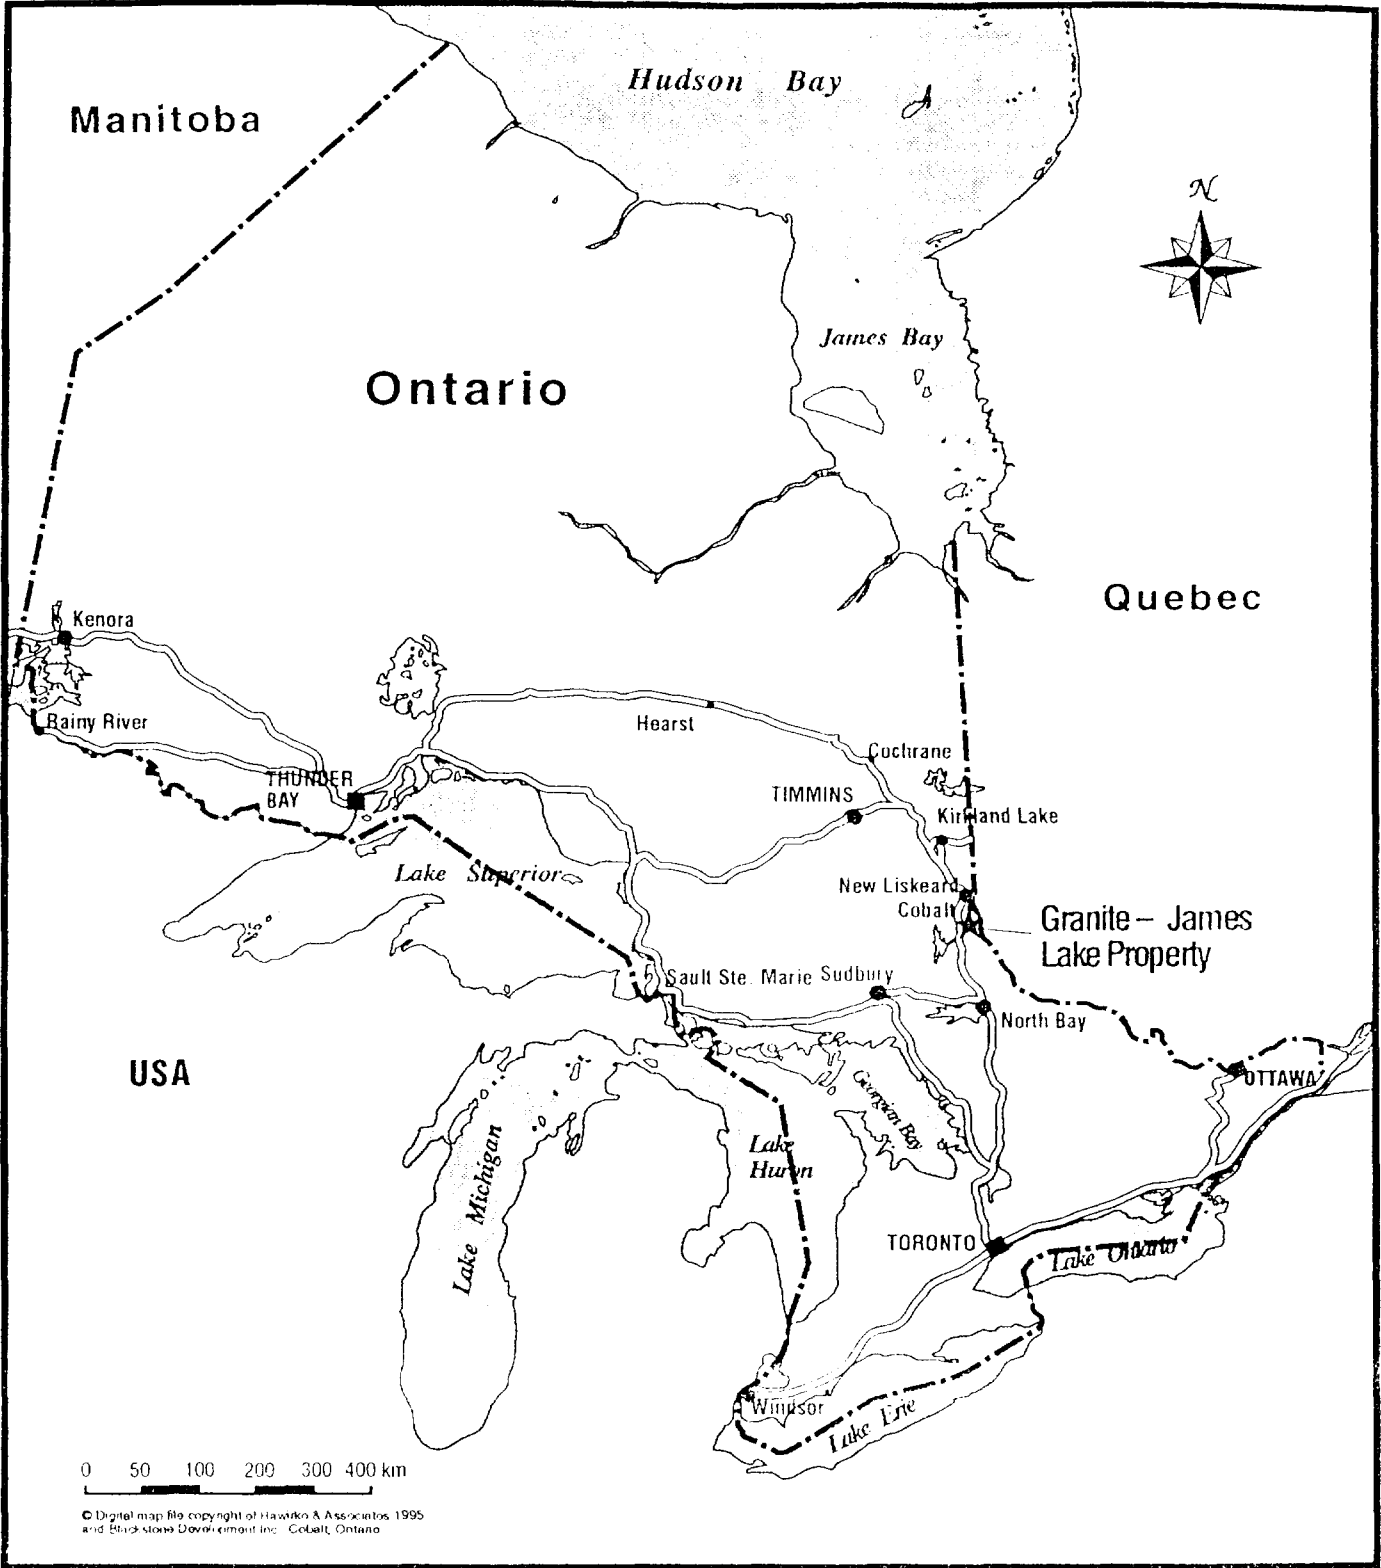 Hudson Bay
Manitoba
N
James Bay
Ontario
Quebec
Kenora
Rainy River
Hearst
Cochrane
THUNDER
BAY
TIMMINS
Kirkland Lake
Lake Superior
New Liskeard
Cobalt
Granite – James
Lake Property
Sault Ste. Marie
Sudbury
North Bay
USA
OTTAWA
Georgian Bay
Lake
Huron
Lake Michigan
TORONTO
Lake Ontario
Windsor
Lake Erie
0 50 100 200 300 400 km
© Digital map file copyright of Hawirko & Associates 1995
and Blackstone Development Inc. Cobalt, Ontario